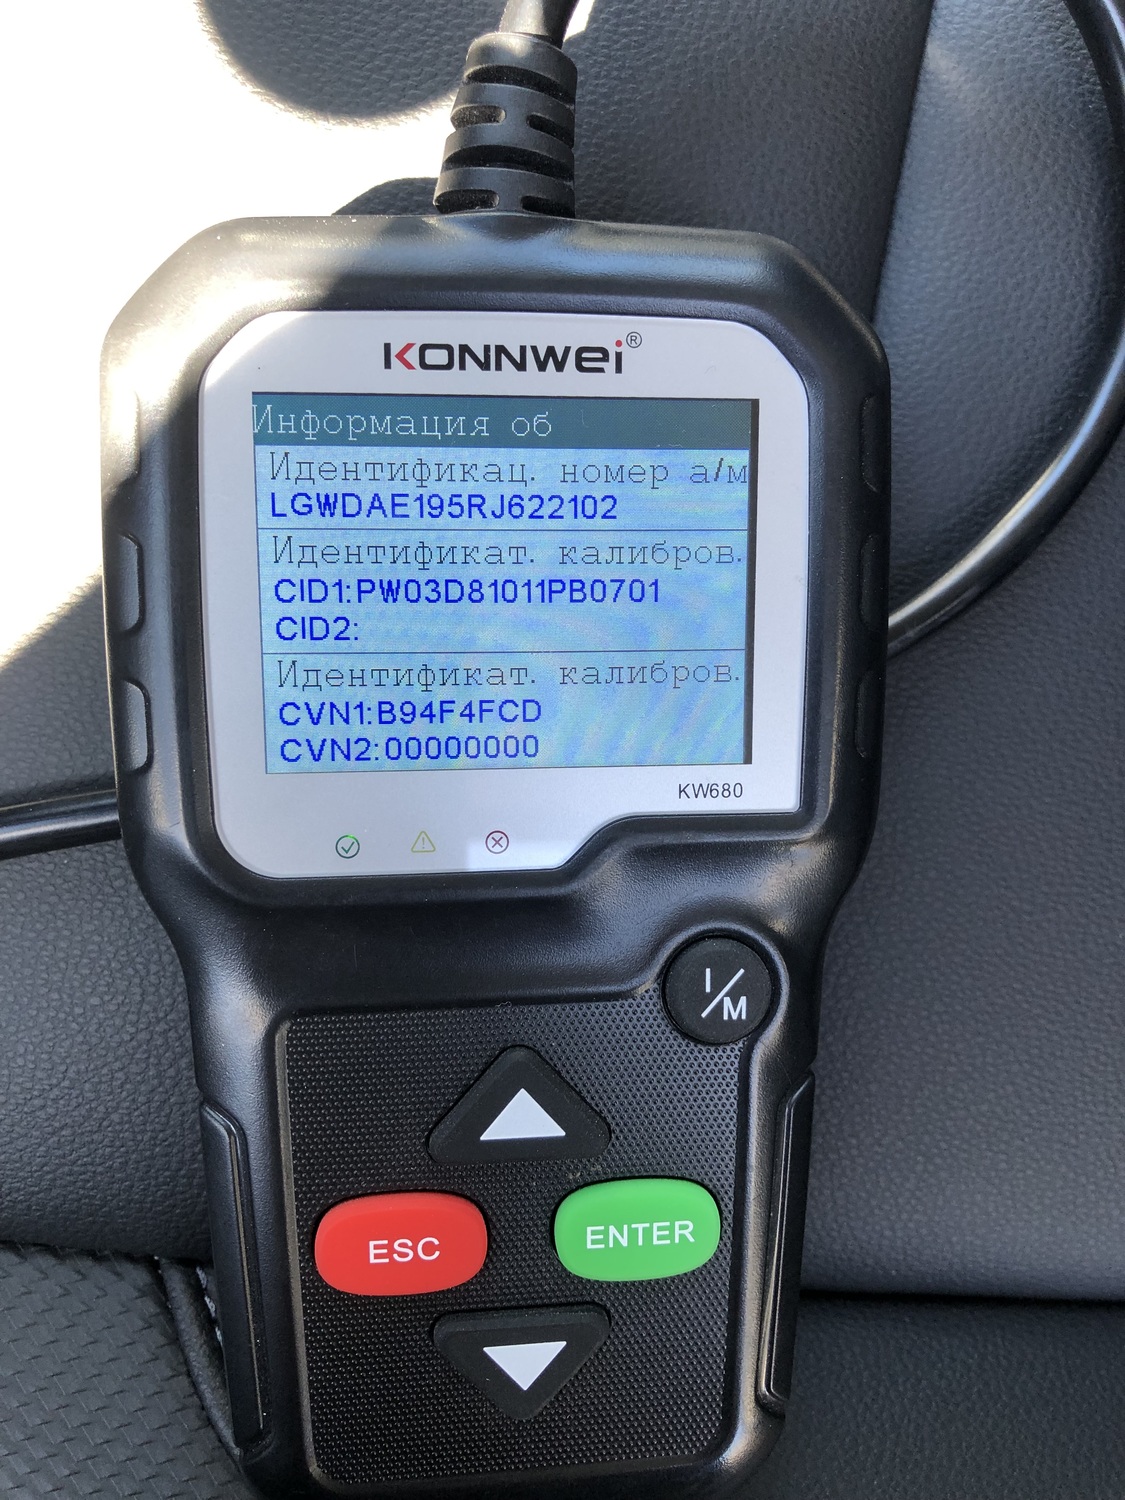 KONNWEI®
Информация об
Идентификац. номер а/м
LGWDAE195RJ622102
Идентификат. калибров.
CID1:PW03D81011PB0701
CID2:
Идентификат. калибров.
CVN1:B94F4FCD
CVN2:00000000
KW680
I/M
ESC
ENTER